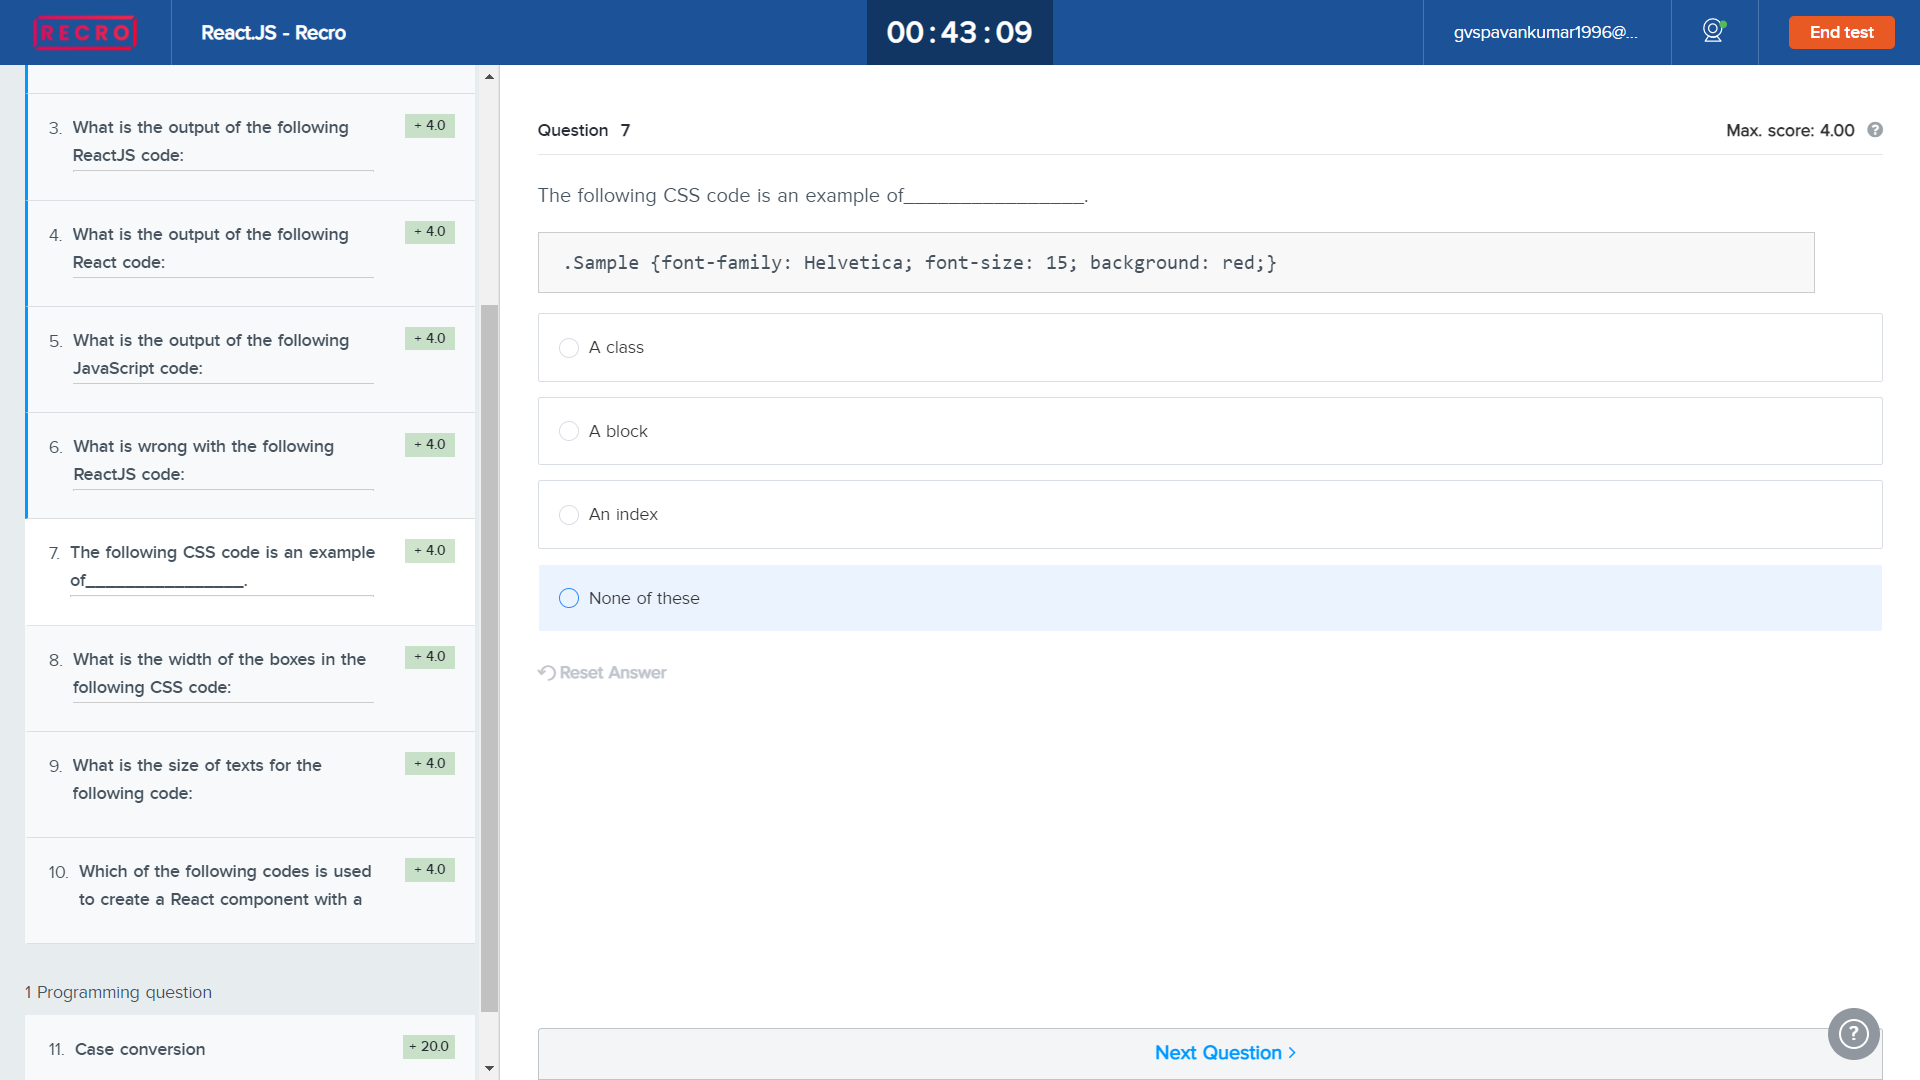 RECRO
React.JS - Recro
00:43:09
gvspavankumar1996@...
End test
3. What is the output of the following
ReactJS code:
+ 4.0
4. What is the output of the following
React code:
+ 4.0
5. What is the output of the following
JavaScript code:
+ 4.0
6. What is wrong with the following
ReactJS code:
+ 4.0
7. The following CSS code is an example
of_________________.
+ 4.0
8. What is the width of the boxes in the
following CSS code:
+ 4.0
9. What is the size of texts for the
following code:
+ 4.0
10. Which of the following codes is used
to create a React component with a
+ 4.0
1 Programming question
11. Case conversion
+ 20.0
Question 7
Max. score: 4.00 ?
The following CSS code is an example of_________________.
.Sample {font-family: Helvetica; font-size: 15; background: red;}
A class
A block
An index
None of these
Reset Answer
Next Question >
?